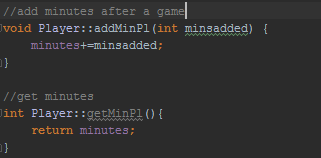 //add minutes after a game
void Player::addMinPl(int minsadded) {
    minutes+=minsadded;
}

//get minutes
int Player::getMinPl(){
    return minutes;
}